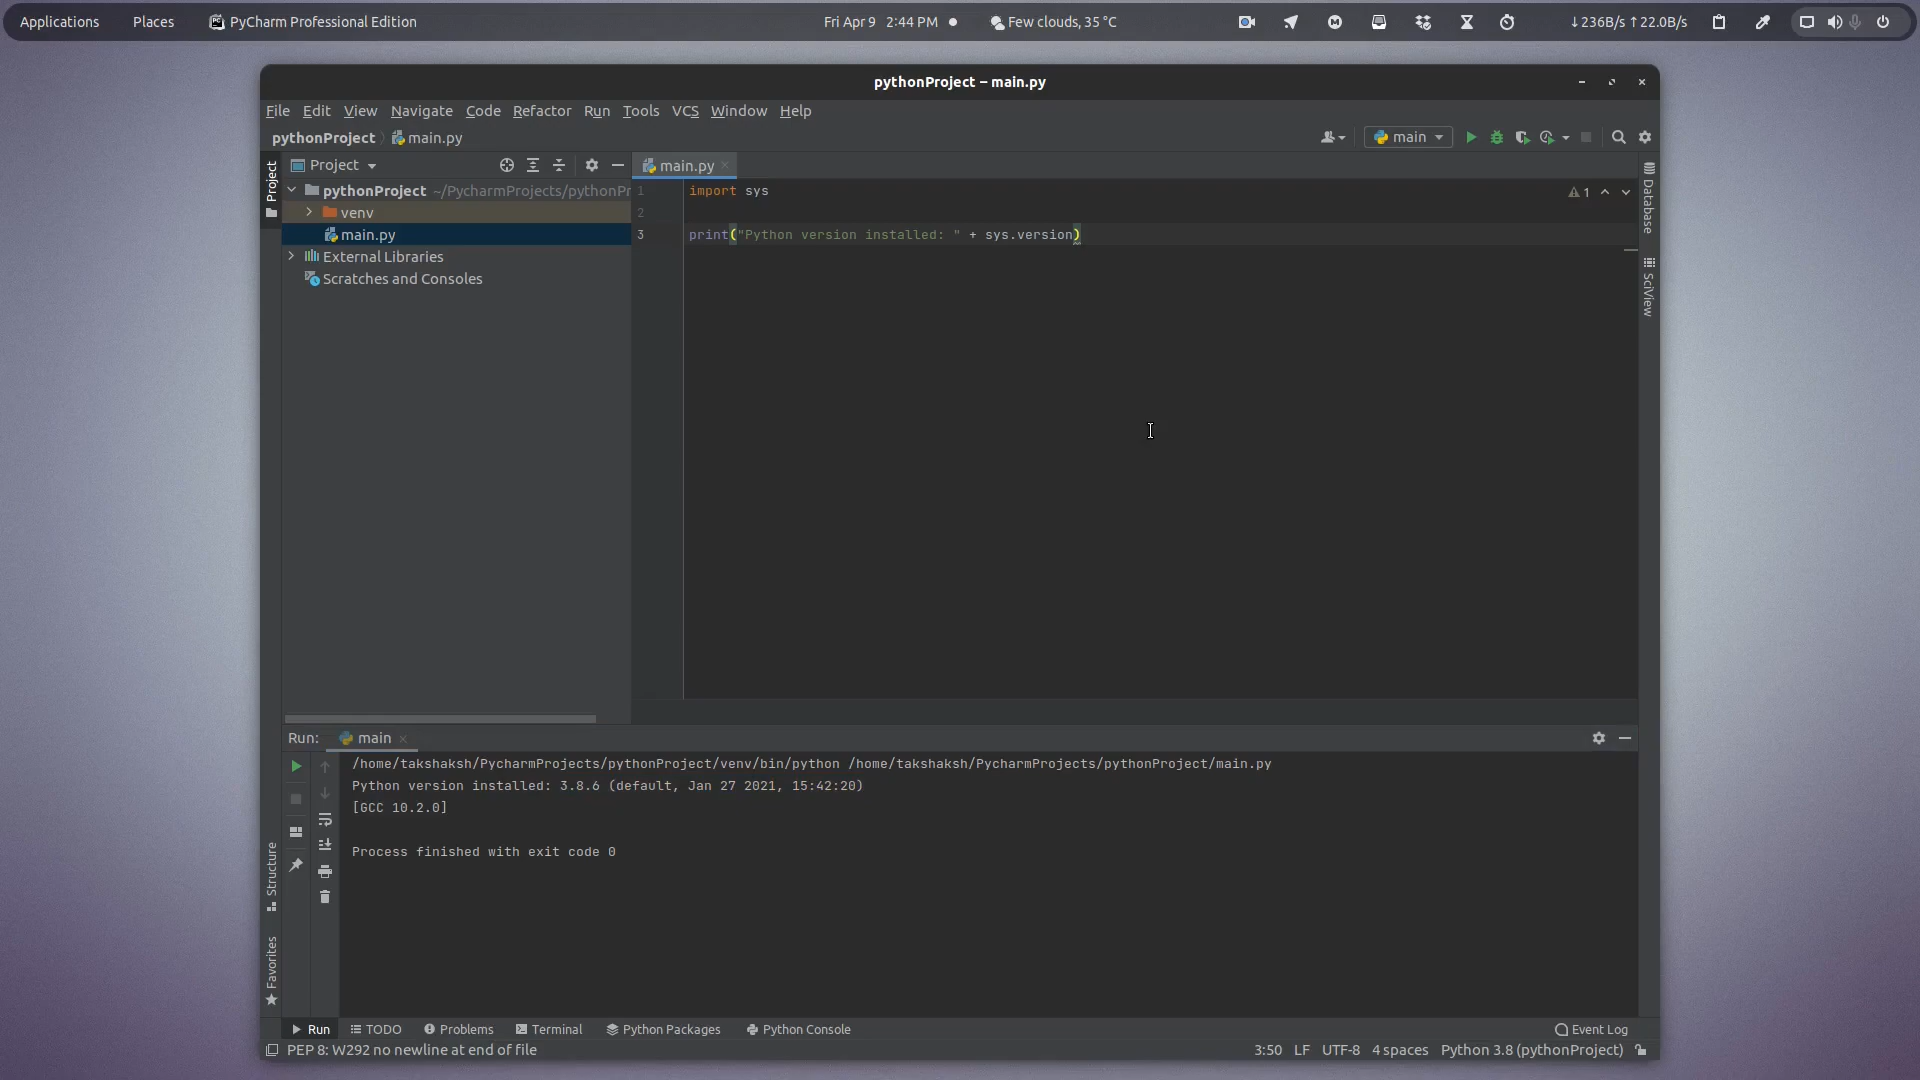 Applications Places PyCharm Professional Edition Fri Apr 9 2:44 PM Few clouds, 35 °C ↓236B/s ↑22.0B/s
pythonProject – main.py
File Edit View Navigate Code Refactor Run Tools VCS Window Help
pythonProject main.py main
Project
Project
main.py
pythonProject ~/PycharmProjects/pythonPr
venv
main.py
External Libraries
Scratches and Consoles
1 import sys
2
3 print("Python version installed: " + sys.version)
1
Database
SciView
Run: main
/home/takshaksh/PycharmProjects/pythonProject/venv/bin/python /home/takshaksh/PycharmProjects/pythonProject/main.py
Python version installed: 3.8.6 (default, Jan 27 2021, 15:42:20)
[GCC 10.2.0]
Process finished with exit code 0
Structure
Favorites
Run TODO Problems Terminal Python Packages Python Console Event Log
PEP 8: W292 no newline at end of file 3:50 LF UTF-8 4 spaces Python 3.8 (pythonProject)